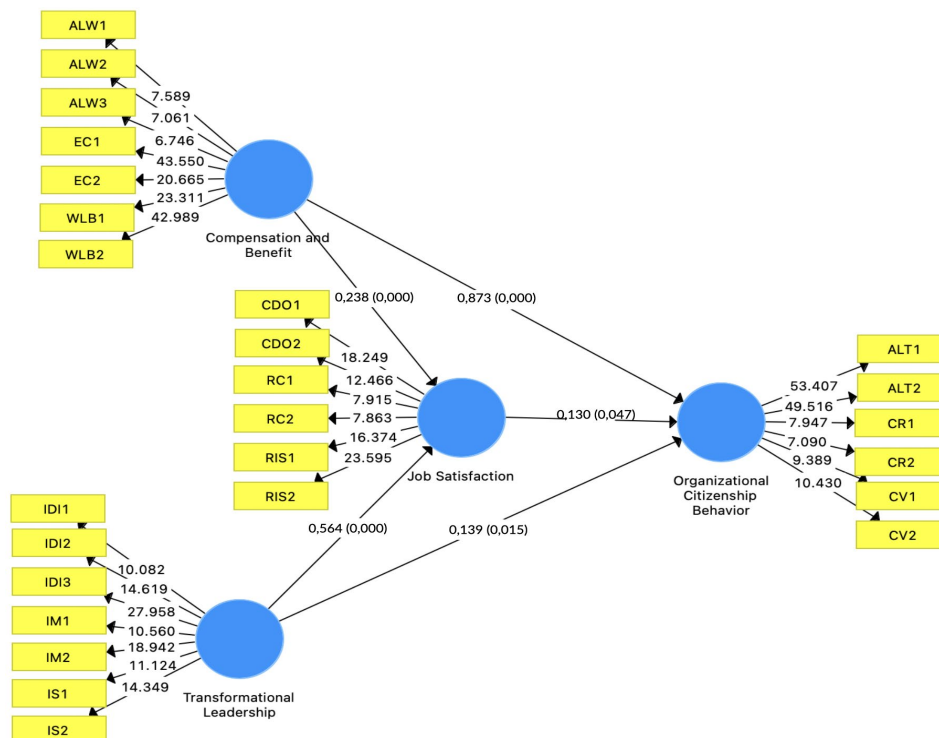 ALW1
ALW2
ALW3
EC1
EC2
WLB1
WLB2
7.589
7.061
6.746
43.550
20.665
23.311
42.989
Compensation and
Benefit
0,238 (0,000)
0,873 (0,000)
CDO1
CDO2
RC1
RC2
RIS1
RIS2
18.249
12.466
7.915
7.863
16.374
23.595
Job Satisfaction
0,130 (0,047)
ALT1
ALT2
CR1
CR2
CV1
CV2
53.407
49.516
7.947
7.090
9.389
10.430
Organizational
Citizenship
Behavior
0,564 (0,000)
0,139 (0,015)
IDI1
IDI2
IDI3
IM1
IM2
IS1
IS2
10.082
14.619
27.958
10.560
18.942
11.124
14.349
Transformational
Leadership